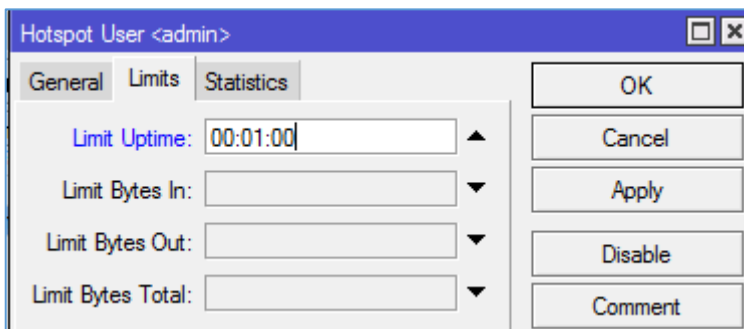 Hotspot User <admin>
General Limits Statistics
OK
Limit Uptime: 00:01:00
Cancel
Limit Bytes In:
Apply
Limit Bytes Out:
Disable
Limit Bytes Total:
Comment